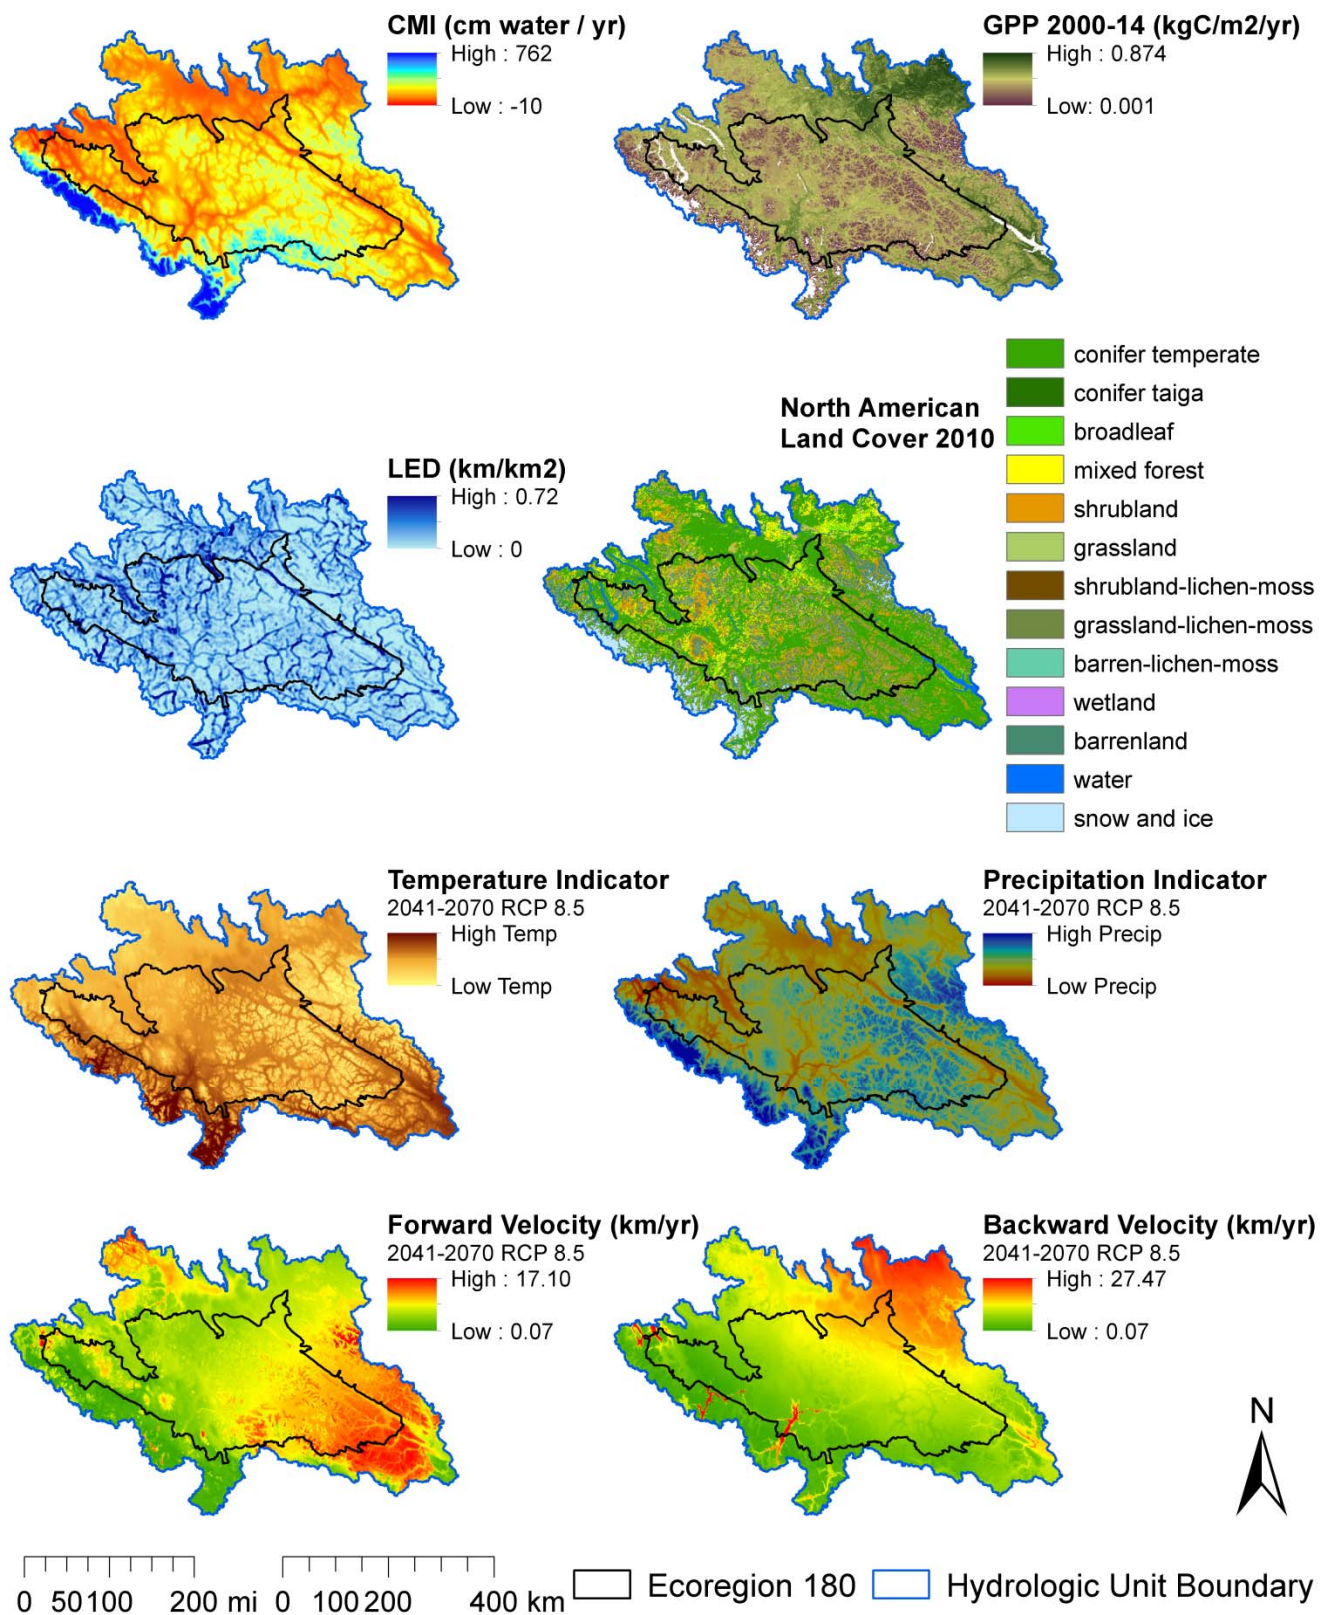 CMI (cm water / yr)
High : 762
Low : -10
GPP 2000-14 (kgC/m2/yr)
High : 0.874
Low: 0.001
LED (km/km2)
High : 0.72
Low : 0
North American
Land Cover 2010
conifer temperate
conifer taiga
broadleaf
mixed forest
shrubland
grassland
shrubland-lichen-moss
grassland-lichen-moss
barren-lichen-moss
wetland
barrenland
water
snow and ice
Temperature Indicator
2041-2070 RCP 8.5
High Temp
Low Temp
Precipitation Indicator
2041-2070 RCP 8.5
High Precip
Low Precip
Forward Velocity (km/yr)
2041-2070 RCP 8.5
High : 17.10
Low : 0.07
Backward Velocity (km/yr)
2041-2070 RCP 8.5
High : 27.47
Low : 0.07
N
0 50 100 200 mi
0 100 200 400 km
Ecoregion 180
Hydrologic Unit Boundary